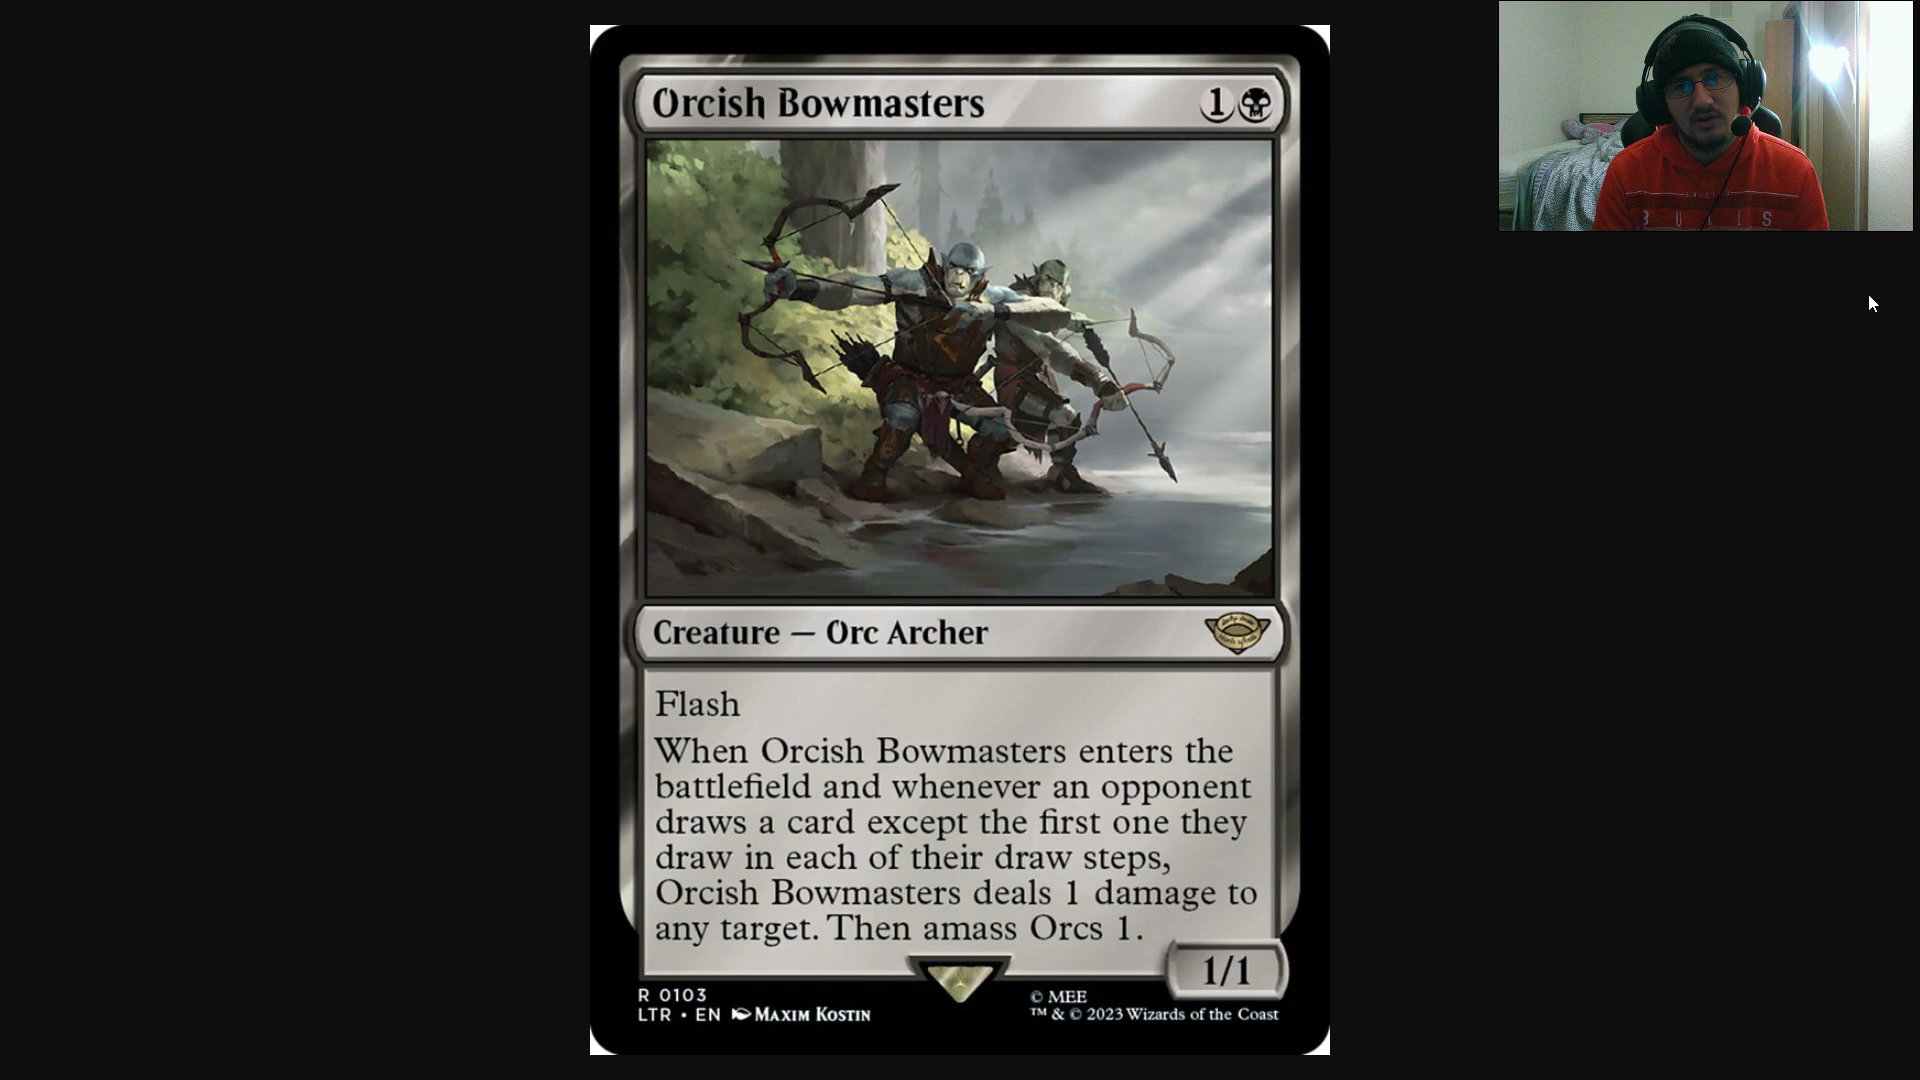 Orcish Bowmasters
1
Creature — Orc Archer
Flash
When Orcish Bowmasters enters the
battlefield and whenever an opponent
draws a card except the first one they
draw in each of their draw steps,
Orcish Bowmasters deals 1 damage to
any target. Then amass Orcs 1.
1/1
R 0103
LTR • EN MAXIM KOSTIN
© MEE
™ & © 2023 Wizards of the Coast
BULLS